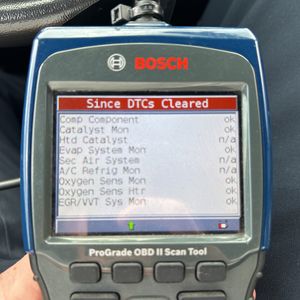 BOSCH
Since DTCs Cleared
Comp Component ok
Catalyst Mon ok
Htd Catalyst n/a
Evap System Mon ok
Sec Air System n/a
A/C Refrig Mon n/a
Oxygen Sens Mon ok
Oxygen Sens Htr ok
EGR/VVT Sys Mon ok
ProGrade OBD II Scan Tool